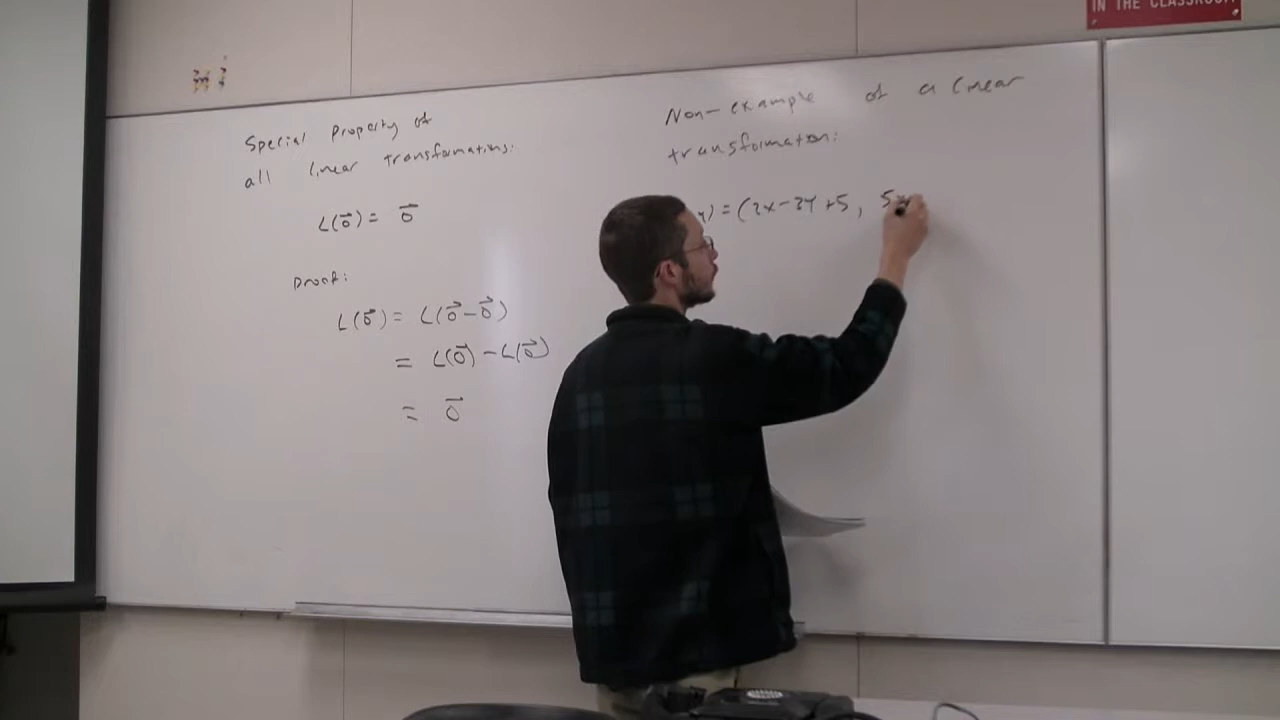 Special Property of
all linear transformations:
L(0⃗) = 0⃗
Proof:
L(0⃗) = L(0⃗ - 0⃗)
= L(0⃗) - L(0⃗)
= 0⃗
Non-example of a linear
transformation:
y) = (2x-3y+5, 5x
IN THE CLASSROOM